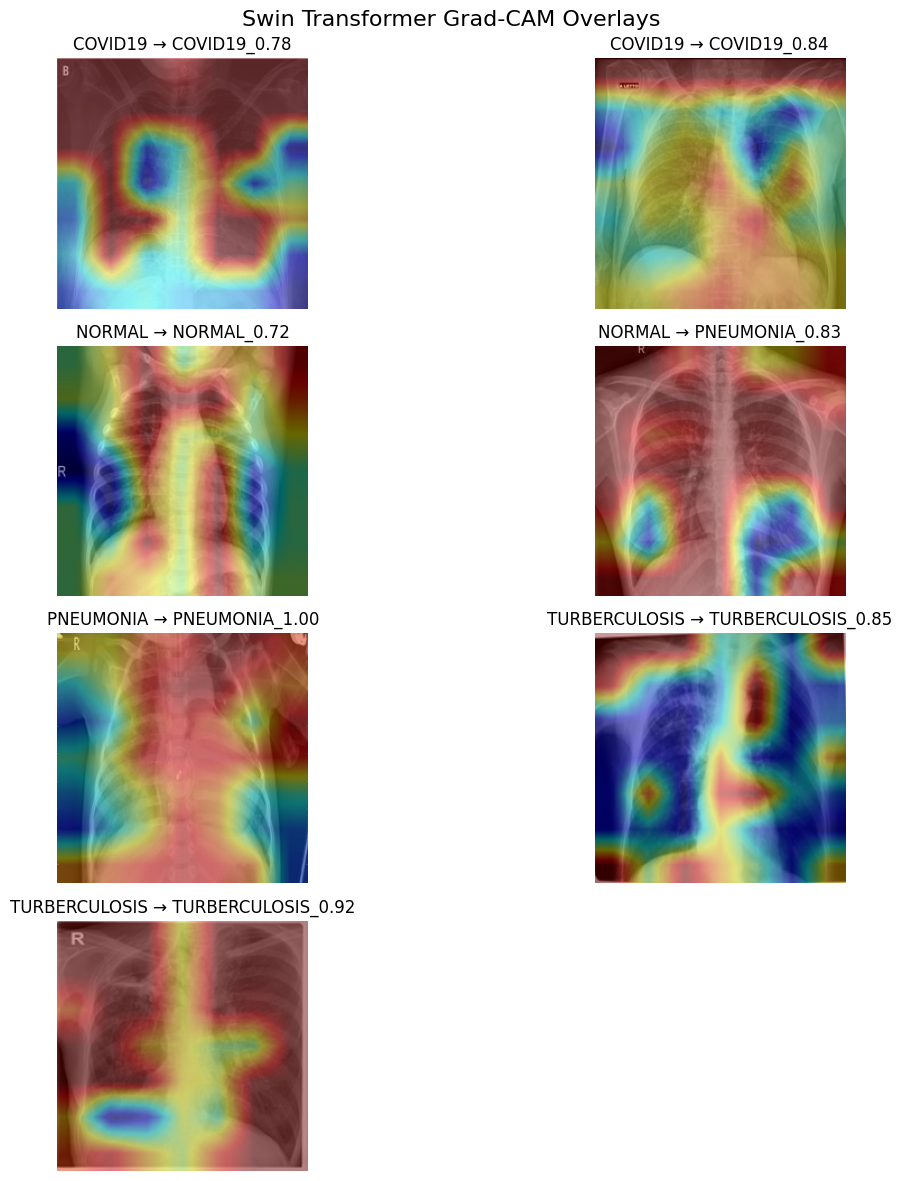 Swin Transformer Grad-CAM Overlays
COVID19 → COVID19_0.78
COVID19 → COVID19_0.84
B
NORMAL → NORMAL_0.72
NORMAL → PNEUMONIA_0.83
R
R
PNEUMONIA → PNEUMONIA_1.00
TURBERCULOSIS → TURBERCULOSIS_0.85
R
TURBERCULOSIS → TURBERCULOSIS_0.92
R